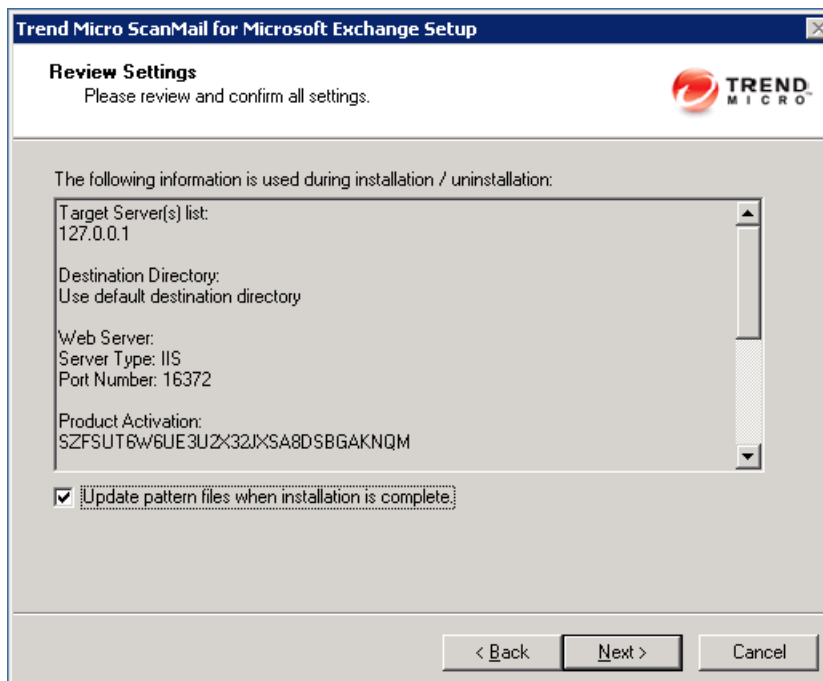 Trend Micro ScanMail for Microsoft Exchange Setup
Review Settings
Please review and confirm all settings.
TREND
MICRO™
The following information is used during installation / uninstallation:
Target Server(s) list:
127.0.0.1
Destination Directory:
Use default destination directory
Web Server:
Server Type: IIS
Port Number: 16372
Product Activation:
SZFSUT6W6UE3U2X32JXSA8DSBGAKNQM
Update pattern files when installation is complete.
< Back
Next >
Cancel